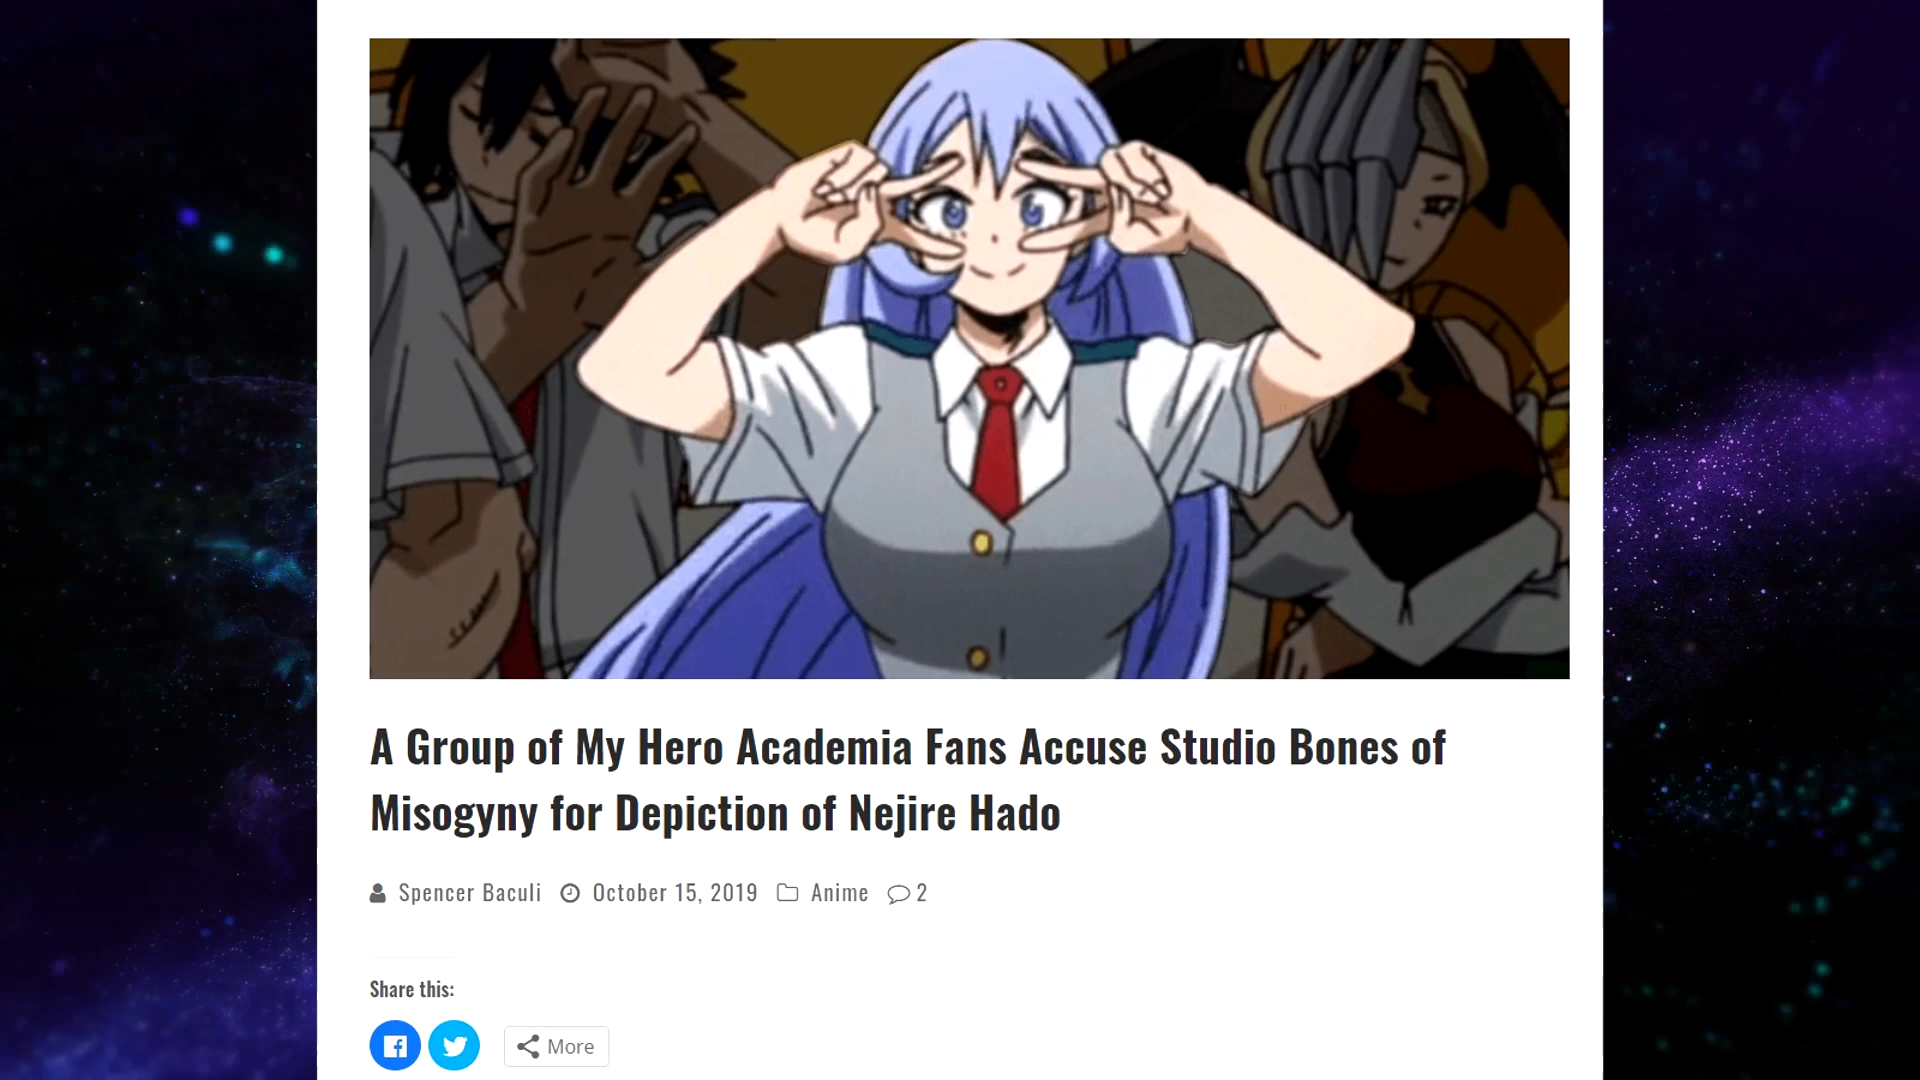 A Group of My Hero Academia Fans Accuse Studio Bones of
Misogyny for Depiction of Nejire Hado
Spencer Baculi October 15, 2019 Anime 2
Share this:
More